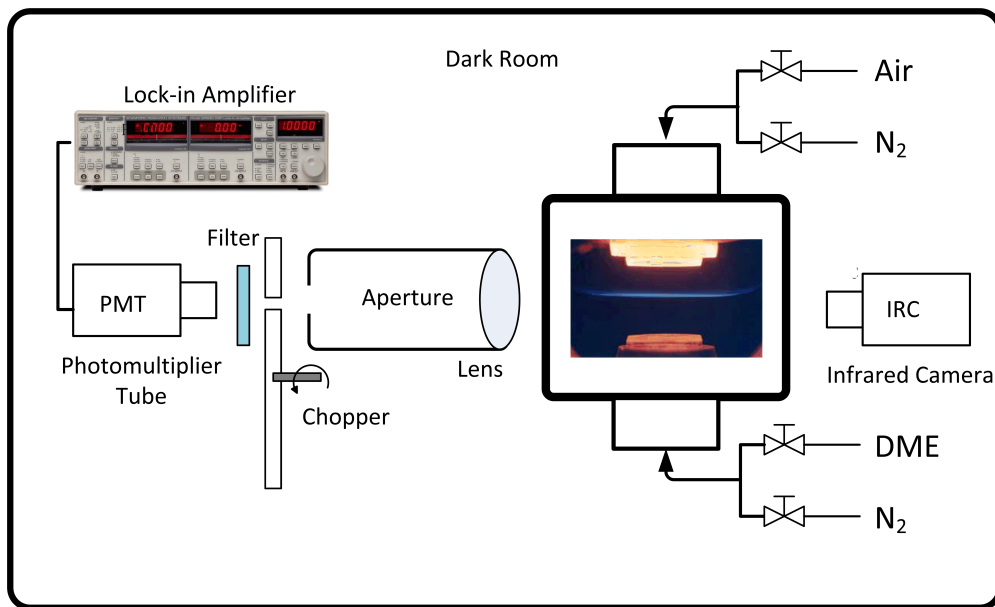 Dark Room
Lock-in Amplifier
Air
N₂
Filter
PMT
Aperture
IRC
Photomultiplier
Tube
Lens
Infrared Camera
Chopper
DME
N₂